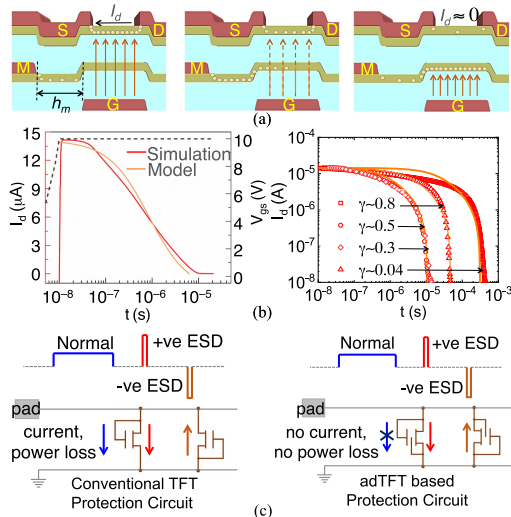 I_d
S
D
S
D
I_d ≈ 0
S
D
M
h_m
G
M
G
M
G
(a)
15
12
9
6
3
0
I_d (μA)
Simulation
Model
10
8
6
4
2
0
V_gs (V)
10^-8
10^-7
10^-6
10^-5
t (s)
10^-4
10^-5
10^-6
10^-7
10^-8
I_d (A)
γ~0.8
γ~0.5
γ~0.3
γ~0.04
10^-8
10^-7
10^-6
10^-5
10^-4
10^-3
t (s)
(b)
Normal
+ve ESD
-ve ESD
pad
current,
power loss
Conventional TFT
Protection Circuit
Normal
+ve ESD
-ve ESD
pad
no current,
no power loss
adTFT based
Protection Circuit
(c)